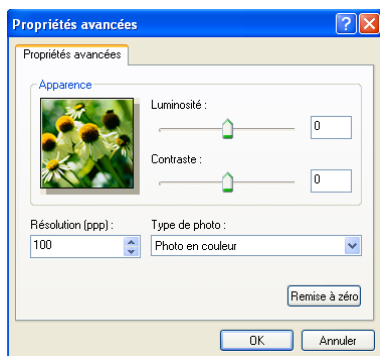 Propriétés avancées
Propriétés avancées
Apparence
Luminosité :
0
Contraste :
0
Résolution (ppp) :
Type de photo :
100
Photo en couleur
Remise à zéro
OK
Annuler